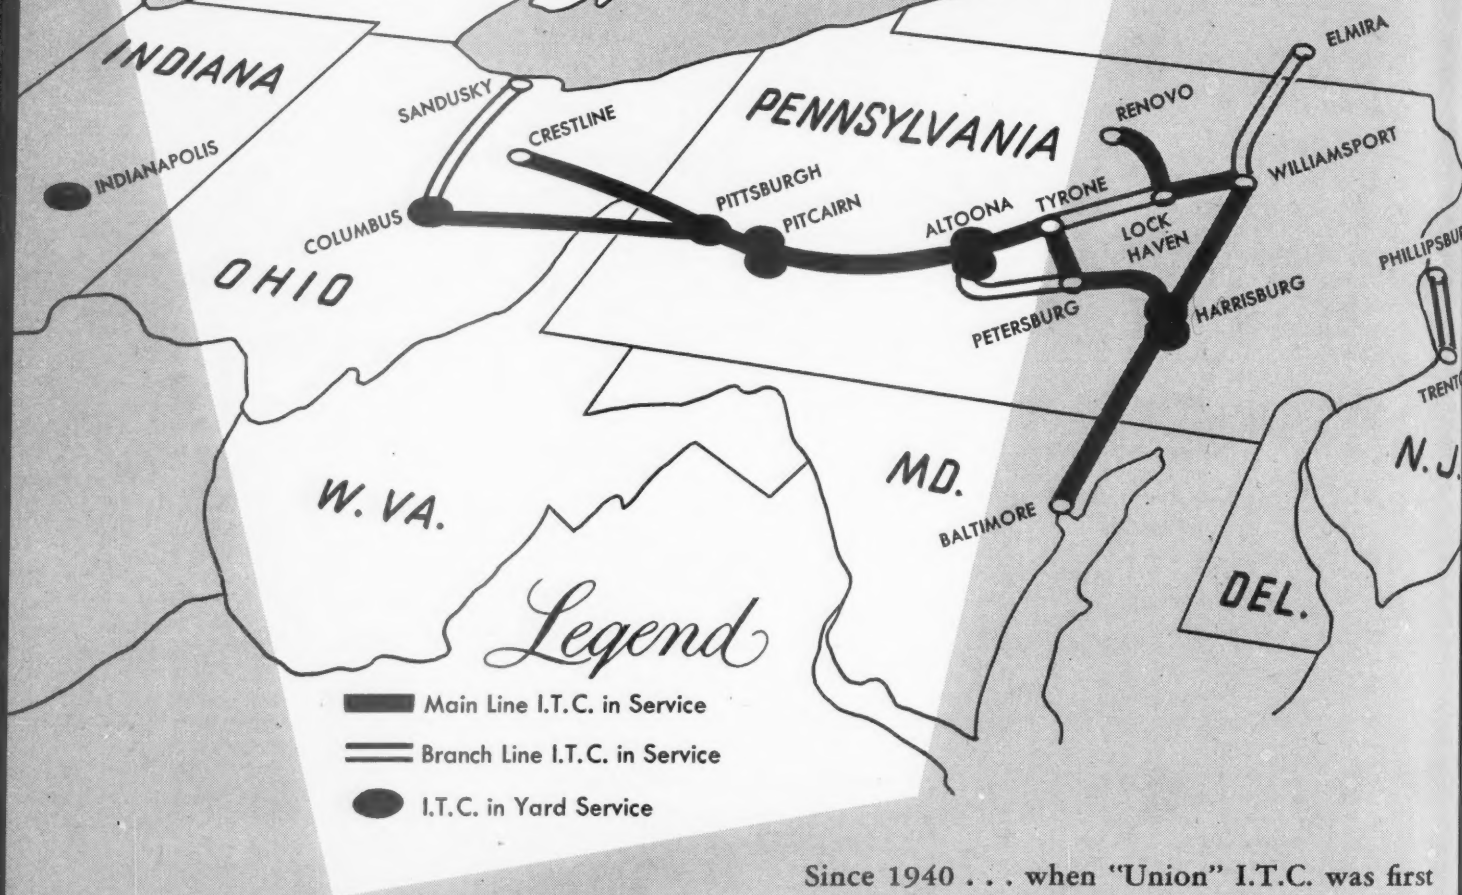 ELMIRA
INDIANA
SANDUSKY
CRESTLINE
PENNSYLVANIA
RENOVO
INDIANAPOLIS
WILLIAMSPORT
PITTSBURGH
PITCAIRN
ALTOONA
TYRONE
LOCK
HAVEN
COLUMBUS
OHIO
PHILLIPSBUR
PETERSBURG
HARRISBURG
TRENTO
MD.
N.J.
W. VA.
BALTIMORE
DEL.
Legend
Main Line I.T.C. in Service
Branch Line I.T.C. in Service
I.T.C. in Yard Service
Since 1940 . . . when "Union" I.T.C. was first